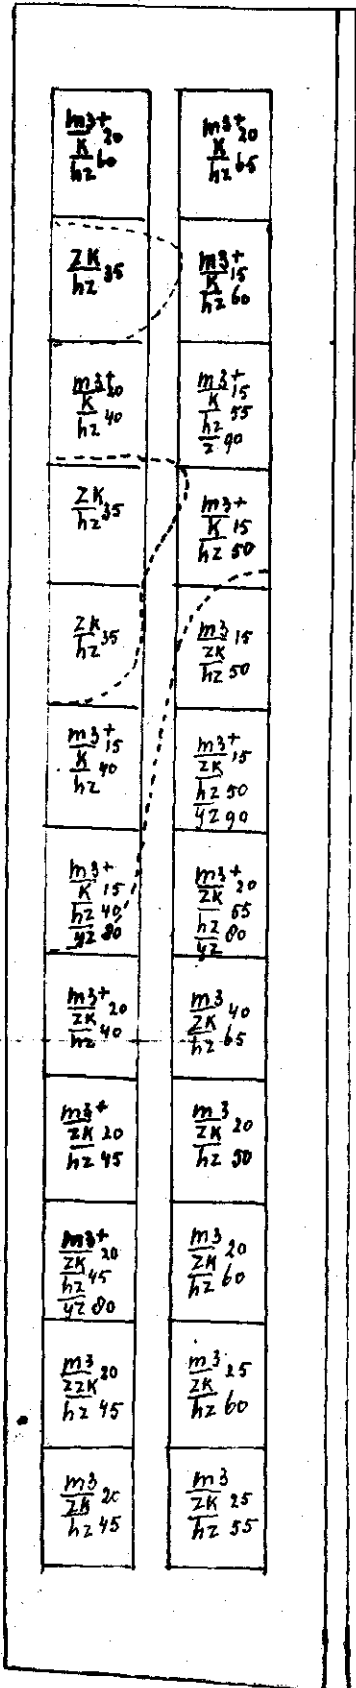 m3+
K 20
hz 60
m3+
K 20
hz 65
ZK
hz 35
m3+
K 15
hz 60
m3+
K 20
hz 40
m3+
K 15
hz 55
z 90
ZK
hz 35
m3+
K 15
hz 50
ZK
hz 35
m3 15
ZK
hz 50
m3+
K 15
hz 40
m3+
ZK 15
hz 50
yz 90
m3+
K 15
hz 40
yz 80
m3+
ZK 20
hz 55
yz 80
m3+
ZK 20
hz 40
m3
ZK 40
hz 65
m3+
ZK 20
hz 45
m3
ZK 20
hz 50
m3+
ZK 20
hz 45
yz 80
m3
ZK 20
hz 60
m3
ZZK 20
hz 45
m3
ZK 25
hz 60
m3
ZK 20
hz 45
m3
ZK 25
hz 55